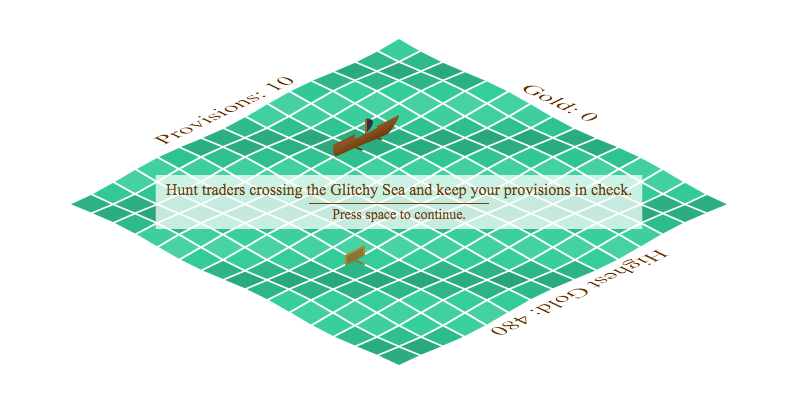 Provisions: 10
Gold: 0
Hunt traders crossing the Glitchy Sea and keep your provisions in check.
Press space to continue.
Highest Gold: 480